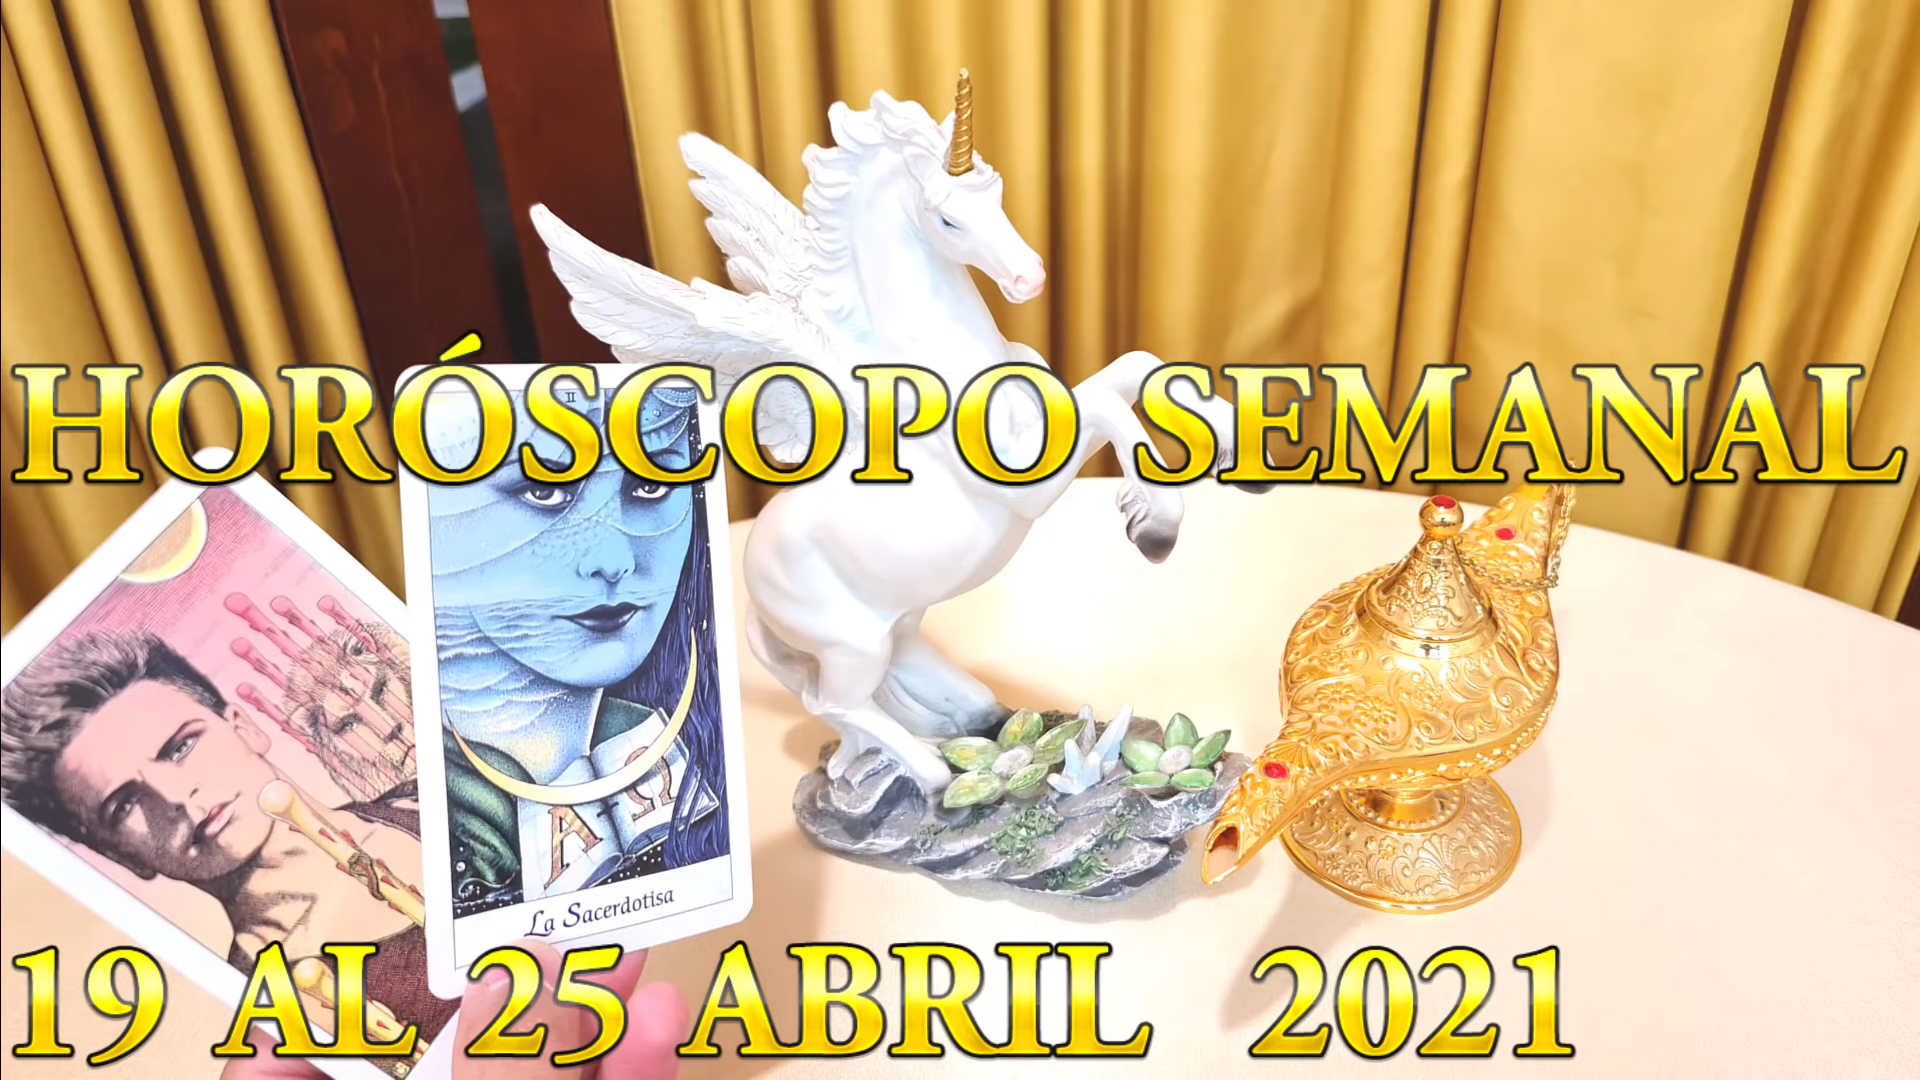 HORÓSCOPO SEMANAL
II
A Ω
La Sacerdotisa
19 AL 25 ABRIL 2021